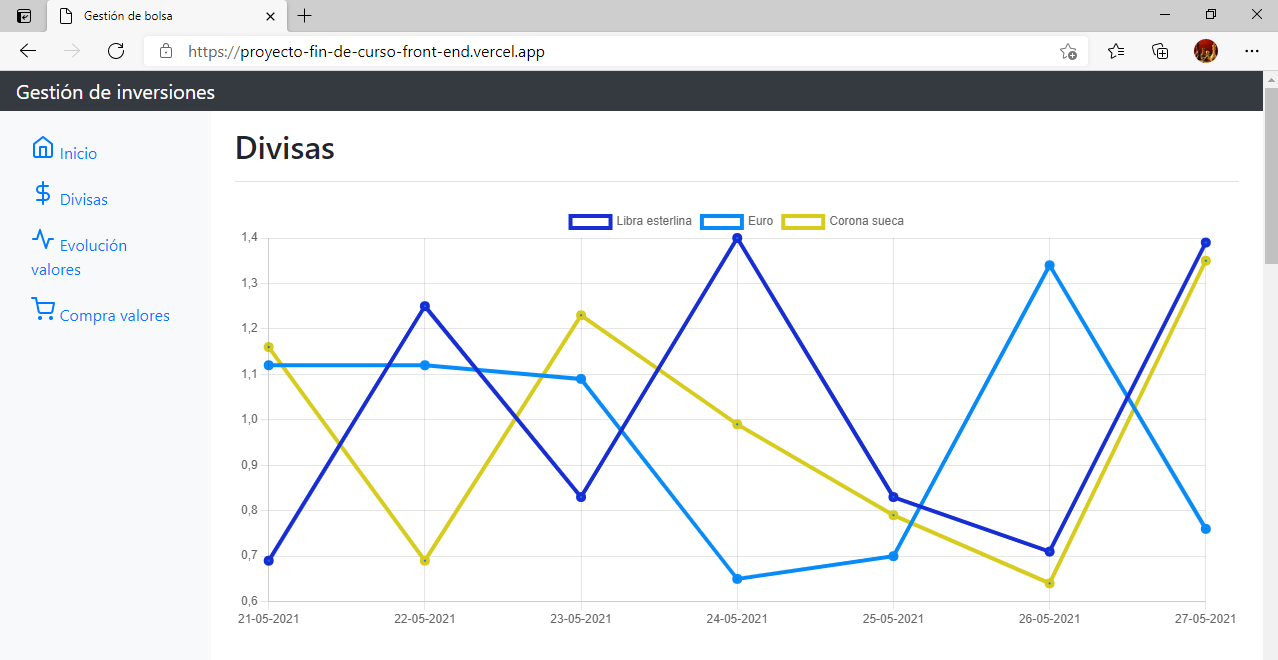 Gestión de bolsa
https://proyecto-fin-de-curso-front-end.vercel.app
Gestión de inversiones
Inicio
Divisas
Evolución
valores
Compra valores
Divisas
Libra esterlina Euro Corona sueca
1,4
1,3
1,2
1,1
1,0
0,9
0,8
0,7
0,6
21-05-2021 22-05-2021 23-05-2021 24-05-2021 25-05-2021 26-05-2021 27-05-2021